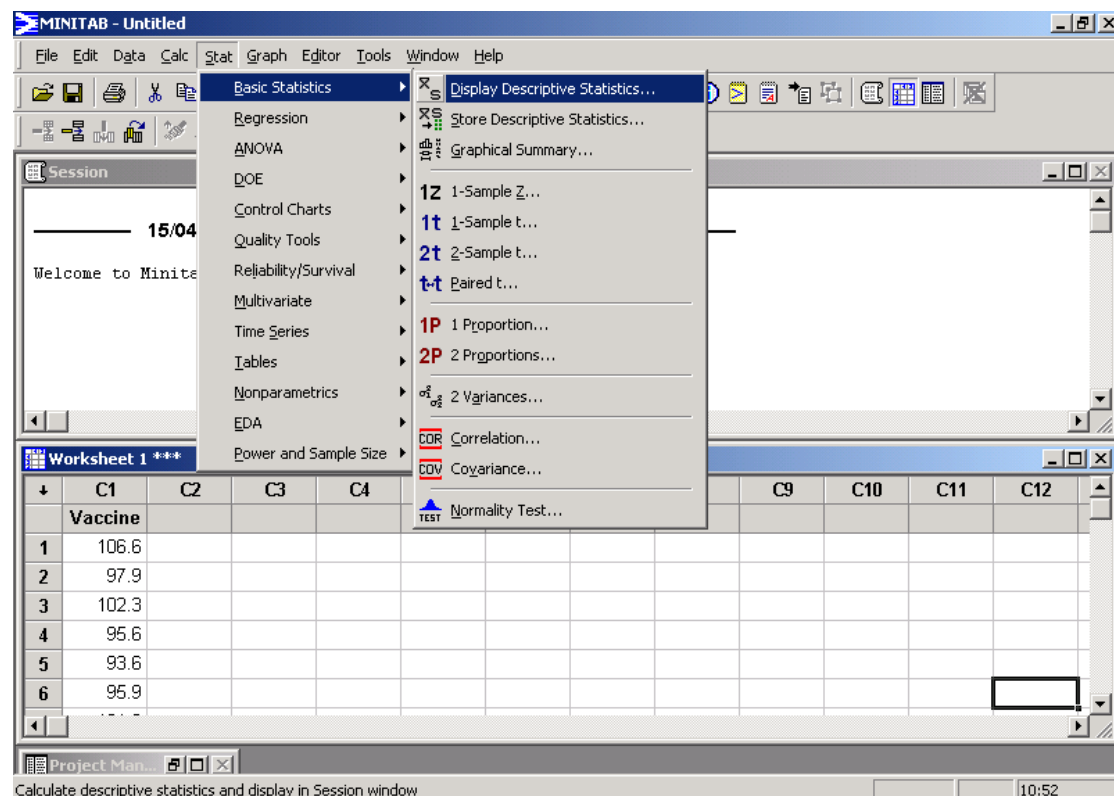 MINITAB - Untitled
File Edit Data Calc Stat Graph Editor Tools Window Help
Basic Statistics
Regression
ANOVA
DOE
Control Charts
Quality Tools
Reliability/Survival
Multivariate
Time Series
Tables
Nonparametrics
EDA
Power and Sample Size
X S Display Descriptive Statistics...
X S Store Descriptive Statistics...
Graphical Summary...
1Z 1-Sample Z...
1t 1-Sample t...
2t 2-Sample t...
t-t Paired t...
1P 1 Proportion...
2P 2 Proportions...
2 Variances...
COR Correlation...
COV Covariance...
TEST Normality Test...
Session
15/04
Welcome to Minita
Worksheet 1 ***
C1 C2 C3 C4 C9 C10 C11 C12
Vaccine
1 106.6
2 97.9
3 102.3
4 95.6
5 93.6
6 95.9
Project Man...
Calculate descriptive statistics and display in Session window 10:52